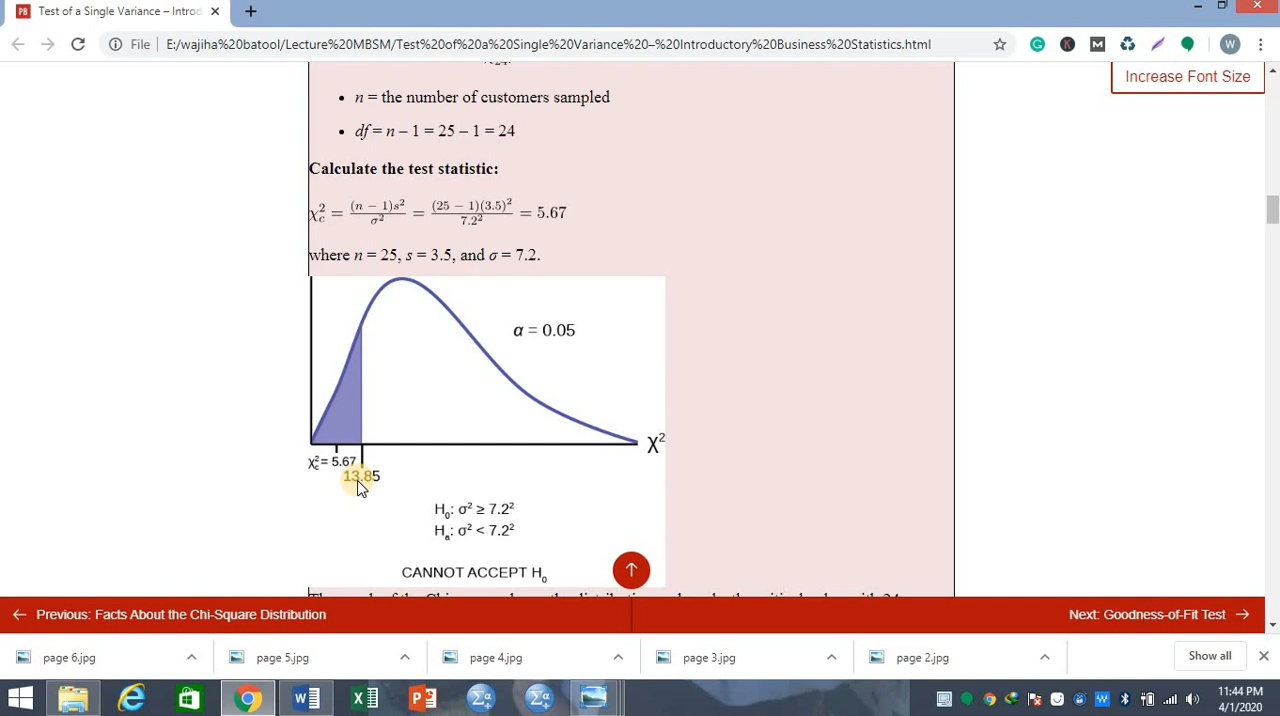 Test of a Single Variance – Introd
File | E:/wajiha%20batool/Lecture%20MBSM/Test%20of%20a%20Single%20Variance%20–%20Introductory%20Business%20Statistics.html
W
Increase Font Size
• n = the number of customers sampled
• df = n – 1 = 25 – 1 = 24
Calculate the test statistic:
χ²c = (n − 1)s²/σ² = (25 − 1)(3.5)²/7.2² = 5.67
where n = 25, s = 3.5, and σ = 7.2.
α = 0.05
χ²
χ²c = 5.67
13.85
H₀: σ² ≥ 7.2²
Hₐ: σ² < 7.2²
CANNOT ACCEPT H₀
Previous: Facts About the Chi-Square Distribution
Next: Goodness-of-Fit Test
page 6.jpg
page 5.jpg
page 4.jpg
page 3.jpg
page 2.jpg
Show all
11:44 PM
4/1/2020